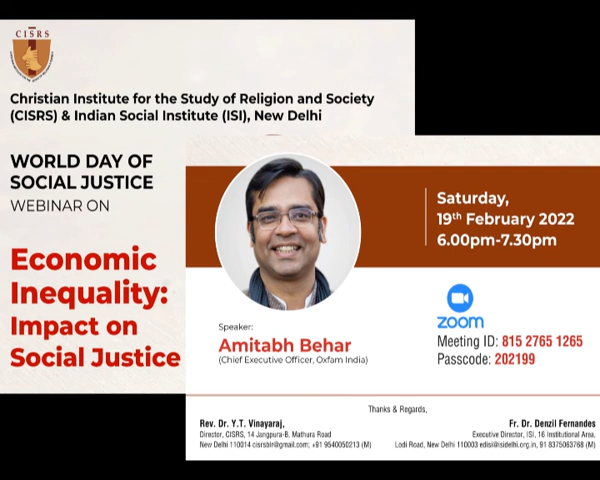 CISRS
Christian Institute for the Study of Religion and Society
(CISRS) & Indian Social Institute (ISI), New Delhi
WORLD DAY OF
SOCIAL JUSTICE
WEBINAR ON
Economic
Inequality:
Impact on
Social Justice
Saturday,
19th February 2022
6.00pm-7.30pm
zoom
Meeting ID: 815 2765 1265
Passcode: 202199
Speaker:
Amitabh Behar
(Chief Executive Officer, Oxfam India)
Thanks & Regards,
Rev. Dr. Y.T. Vinayaraj,
Director, CISRS, 14 Jangpura-B, Mathura Road
New Delhi 110014 cisrsblr@gmail.com; +91 9540050213 (M)
Fr. Dr. Denzil Fernandes
Executive Director, ISI, 16 Institutional Area,
Lodi Road, New Delhi 110003 edisi@isidelhi.org.in, 91 8375063768 (M)